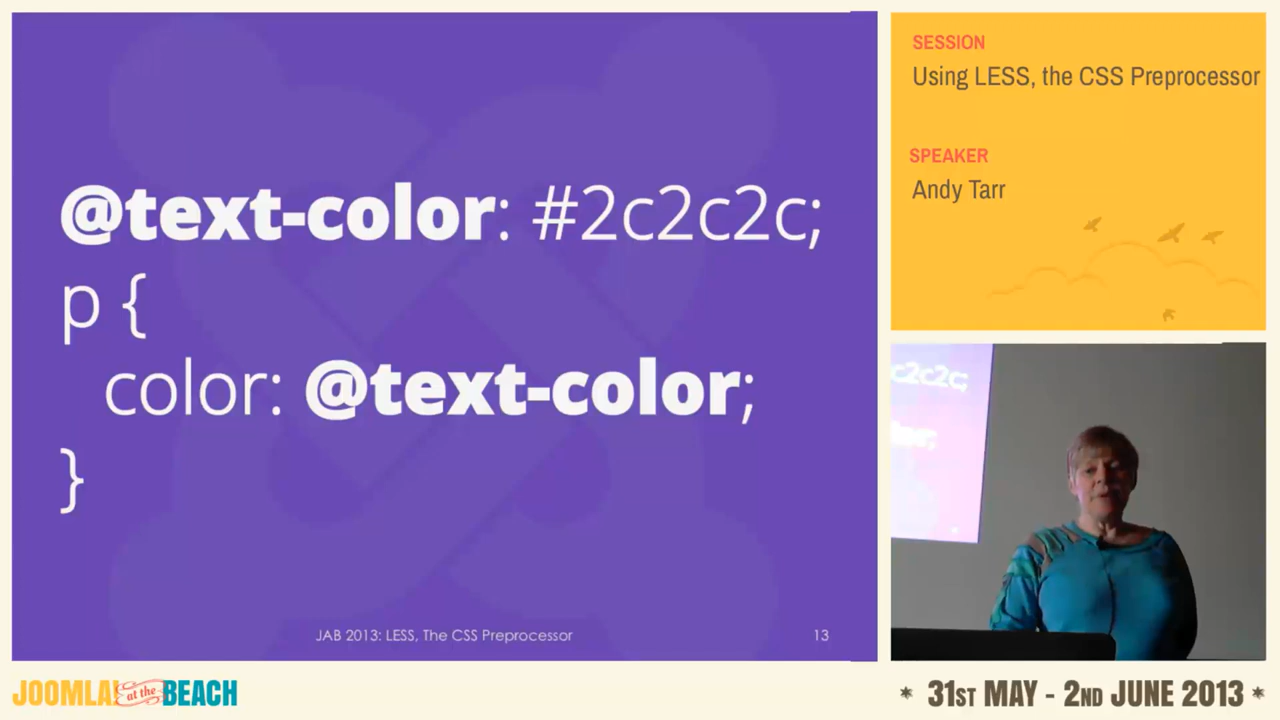 @text-color: #2c2c2c;
p {
color: @text-color;
}
JAB 2013: LESS, The CSS Preprocessor
13
SESSION
Using LESS, the CSS Preprocessor
SPEAKER
Andy Tarr
c2c2c;
JOOMLA! at the BEACH
* 31ST MAY - 2ND JUNE 2013 *